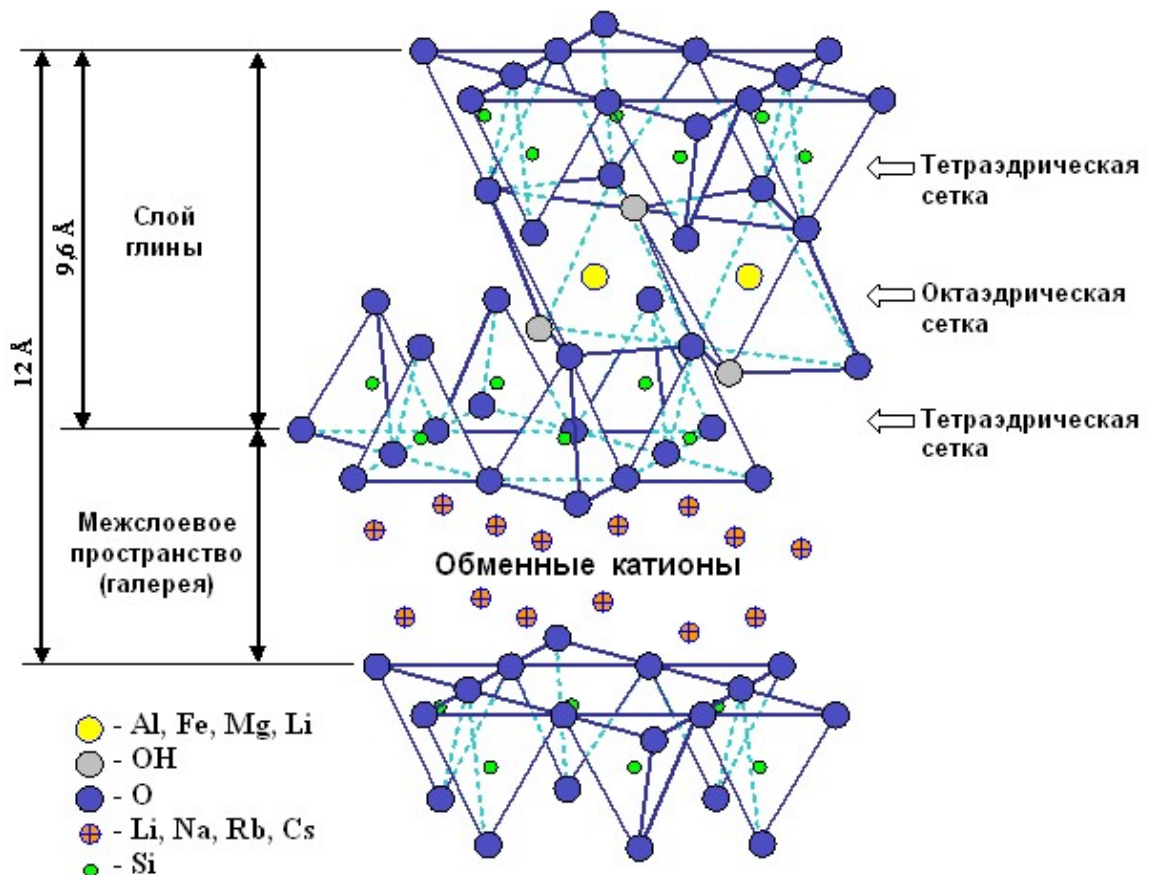 Слой
глины
9,6 Å
12 Å
Тетраэдрическая
сетка
Октаэдрическая
сетка
Тетраэдрическая
сетка
Межслоевое
пространство
(галерея)
Обменные катионы
- Al, Fe, Mg, Li
- OH
- O
- Li, Na, Rb, Cs
- Si